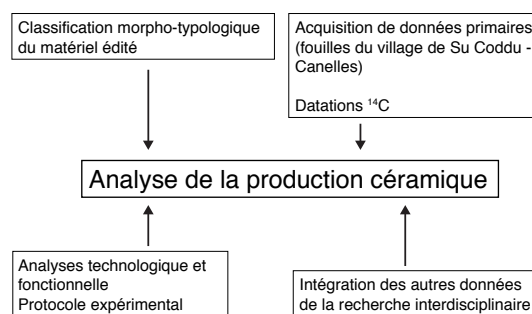 Classification morpho-typologique
du matériel édité
Acquisition de données primaires
(fouilles du village de Su Coddu -
Canelles)
Datations ¹⁴C
Analyse de la production céramique
Analyses technologique et
fonctionnelle
Protocole expérimental
Intégration des autres données
de la recherche interdisciplinaire